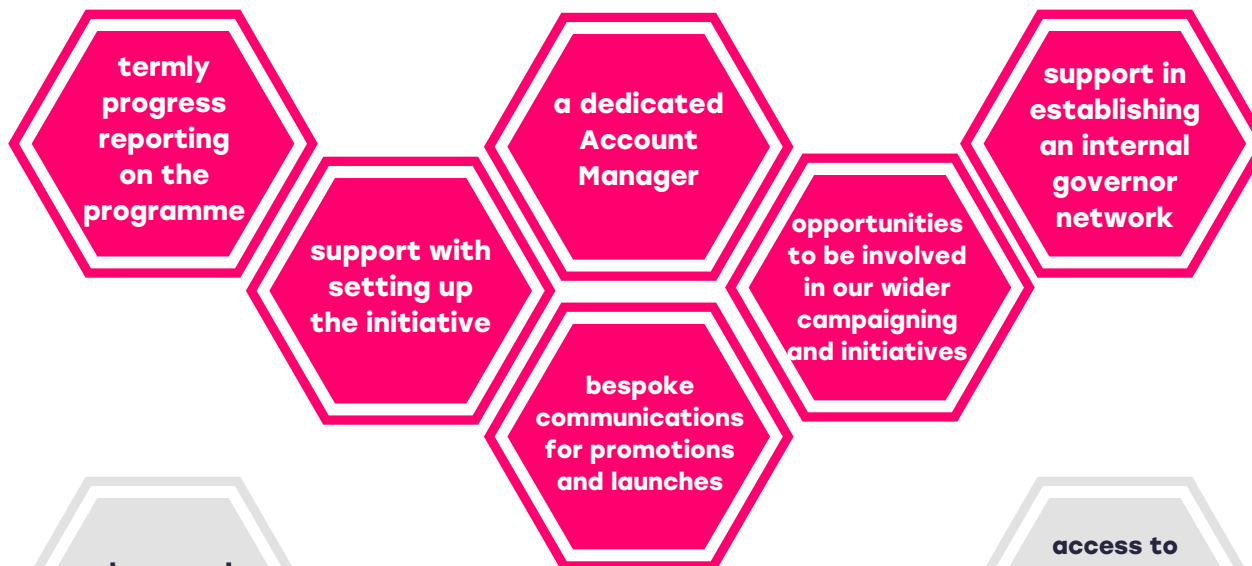 termly
progress
reporting
on the
programme
support with
setting up
the initiative
a dedicated
Account
Manager
bespoke
communications
for promotions
and launches
opportunities
to be involved
in our wider
campaigning
and initiatives
support in
establishing
an internal
governor
network
access to